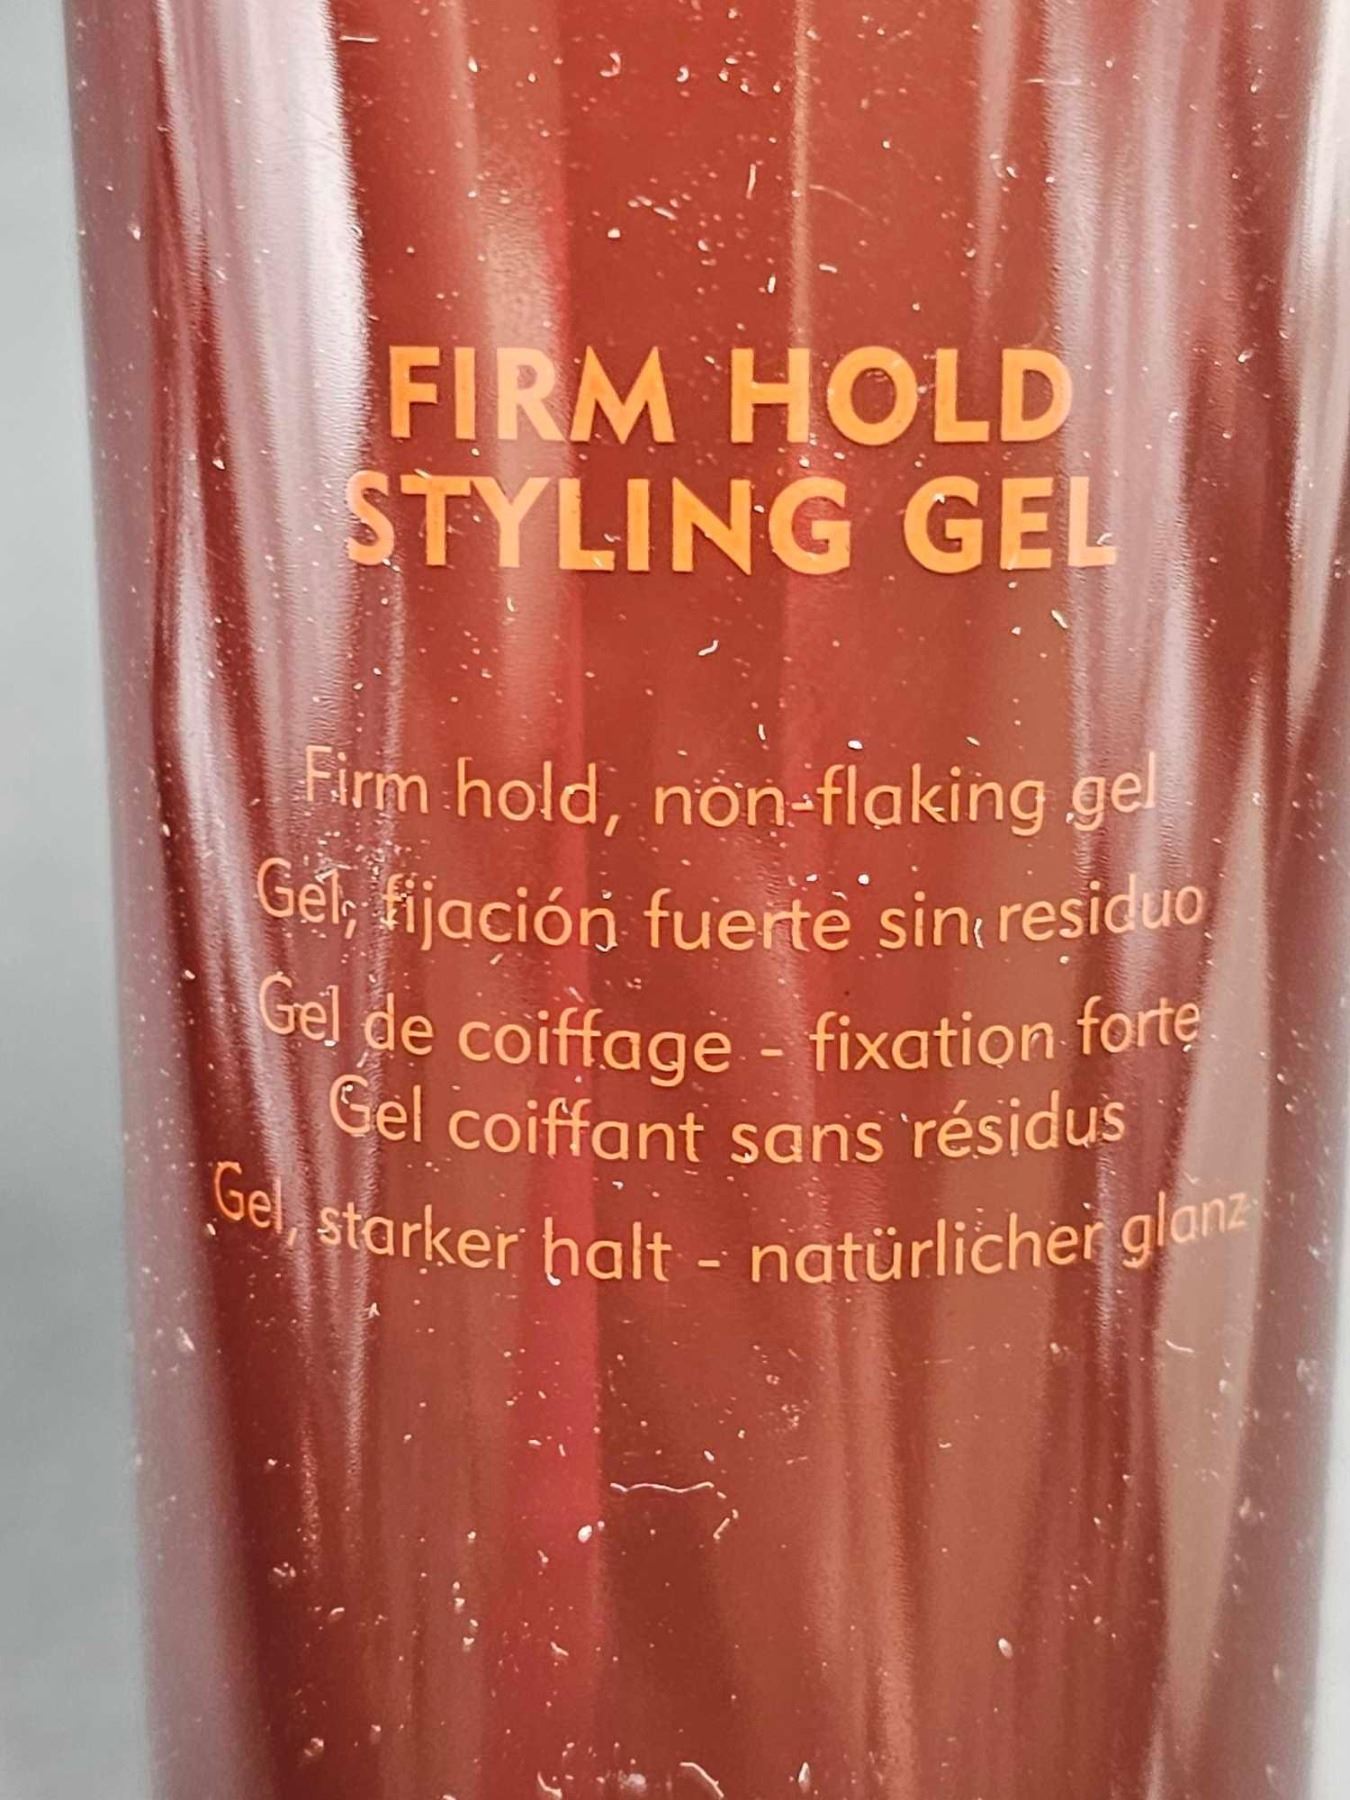 FIRM HOLD
STYLING GEL
Firm hold, non-flaking gel
Gel, fijación fuerte sin residuo
Gel de coiffage - fixation forte
Gel coiffant sans résidus
Gel, starker halt - natürlicher glanz